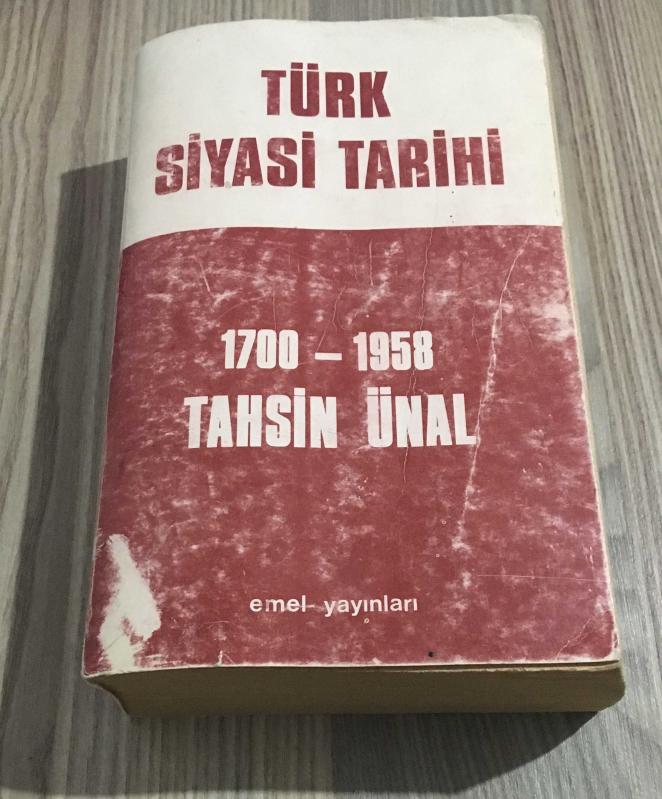 TÜRK
SİYASİ TARİHİ
1700 - 1958
TAHSİN ÜNAL
emel yayınları